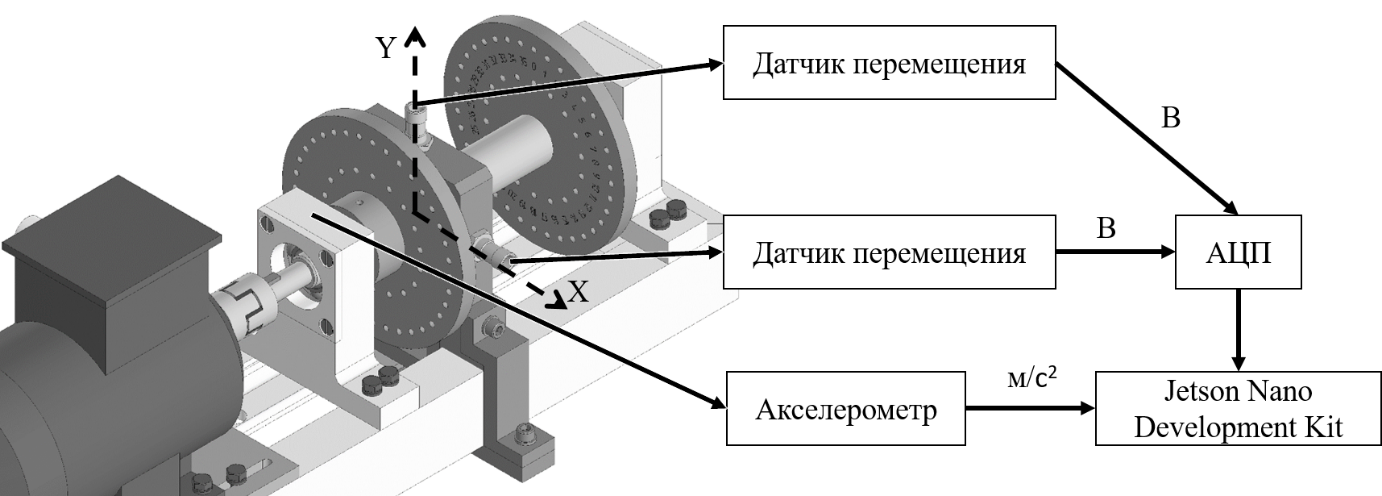 Y
Датчик перемещения
В
Датчик перемещения
В
АЦП
X
Акселерометр
м/с²
Jetson Nano
Development Kit